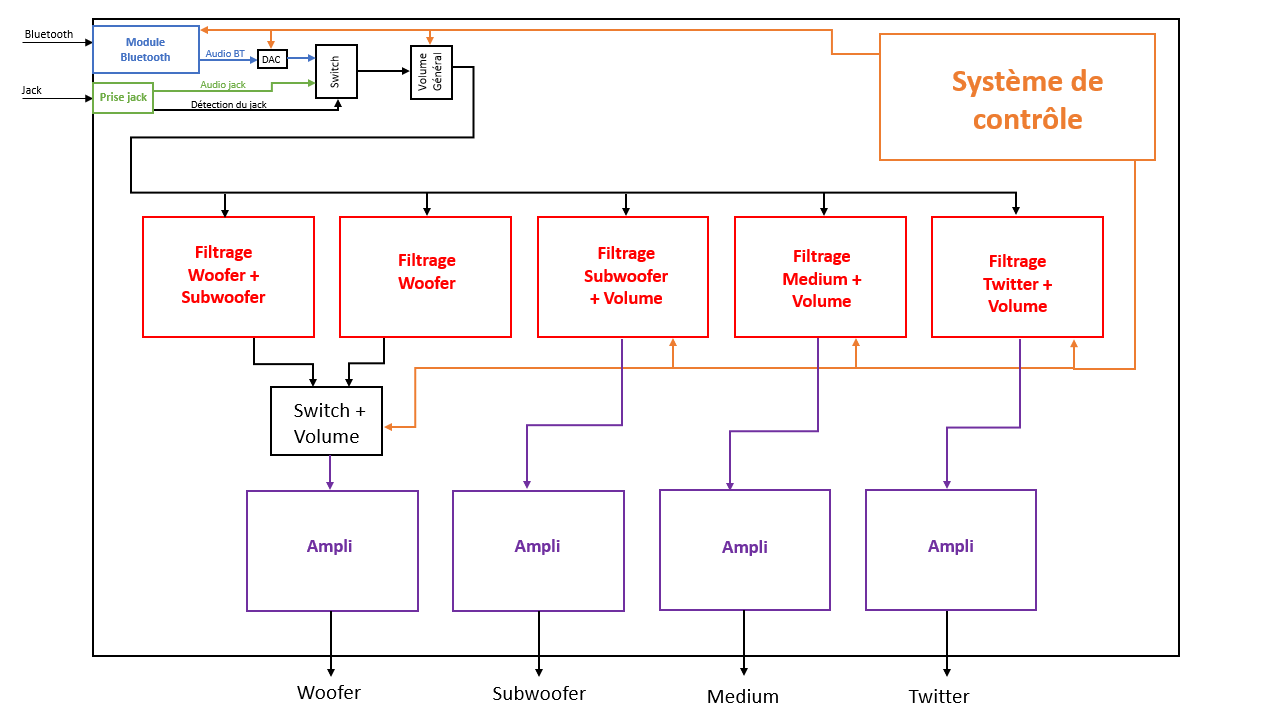 Bluetooth
Module
Bluetooth
Audio BT
DAC
Switch
Volume
Général
Système de
contrôle
Jack
Prise jack
Audio jack
Détection du jack
Filtrage
Woofer +
Subwoofer
Filtrage
Woofer
Filtrage
Subwoofer
+ Volume
Filtrage
Medium +
Volume
Filtrage
Twitter +
Volume
Switch +
Volume
Ampli
Ampli
Ampli
Ampli
Woofer
Subwoofer
Medium
Twitter